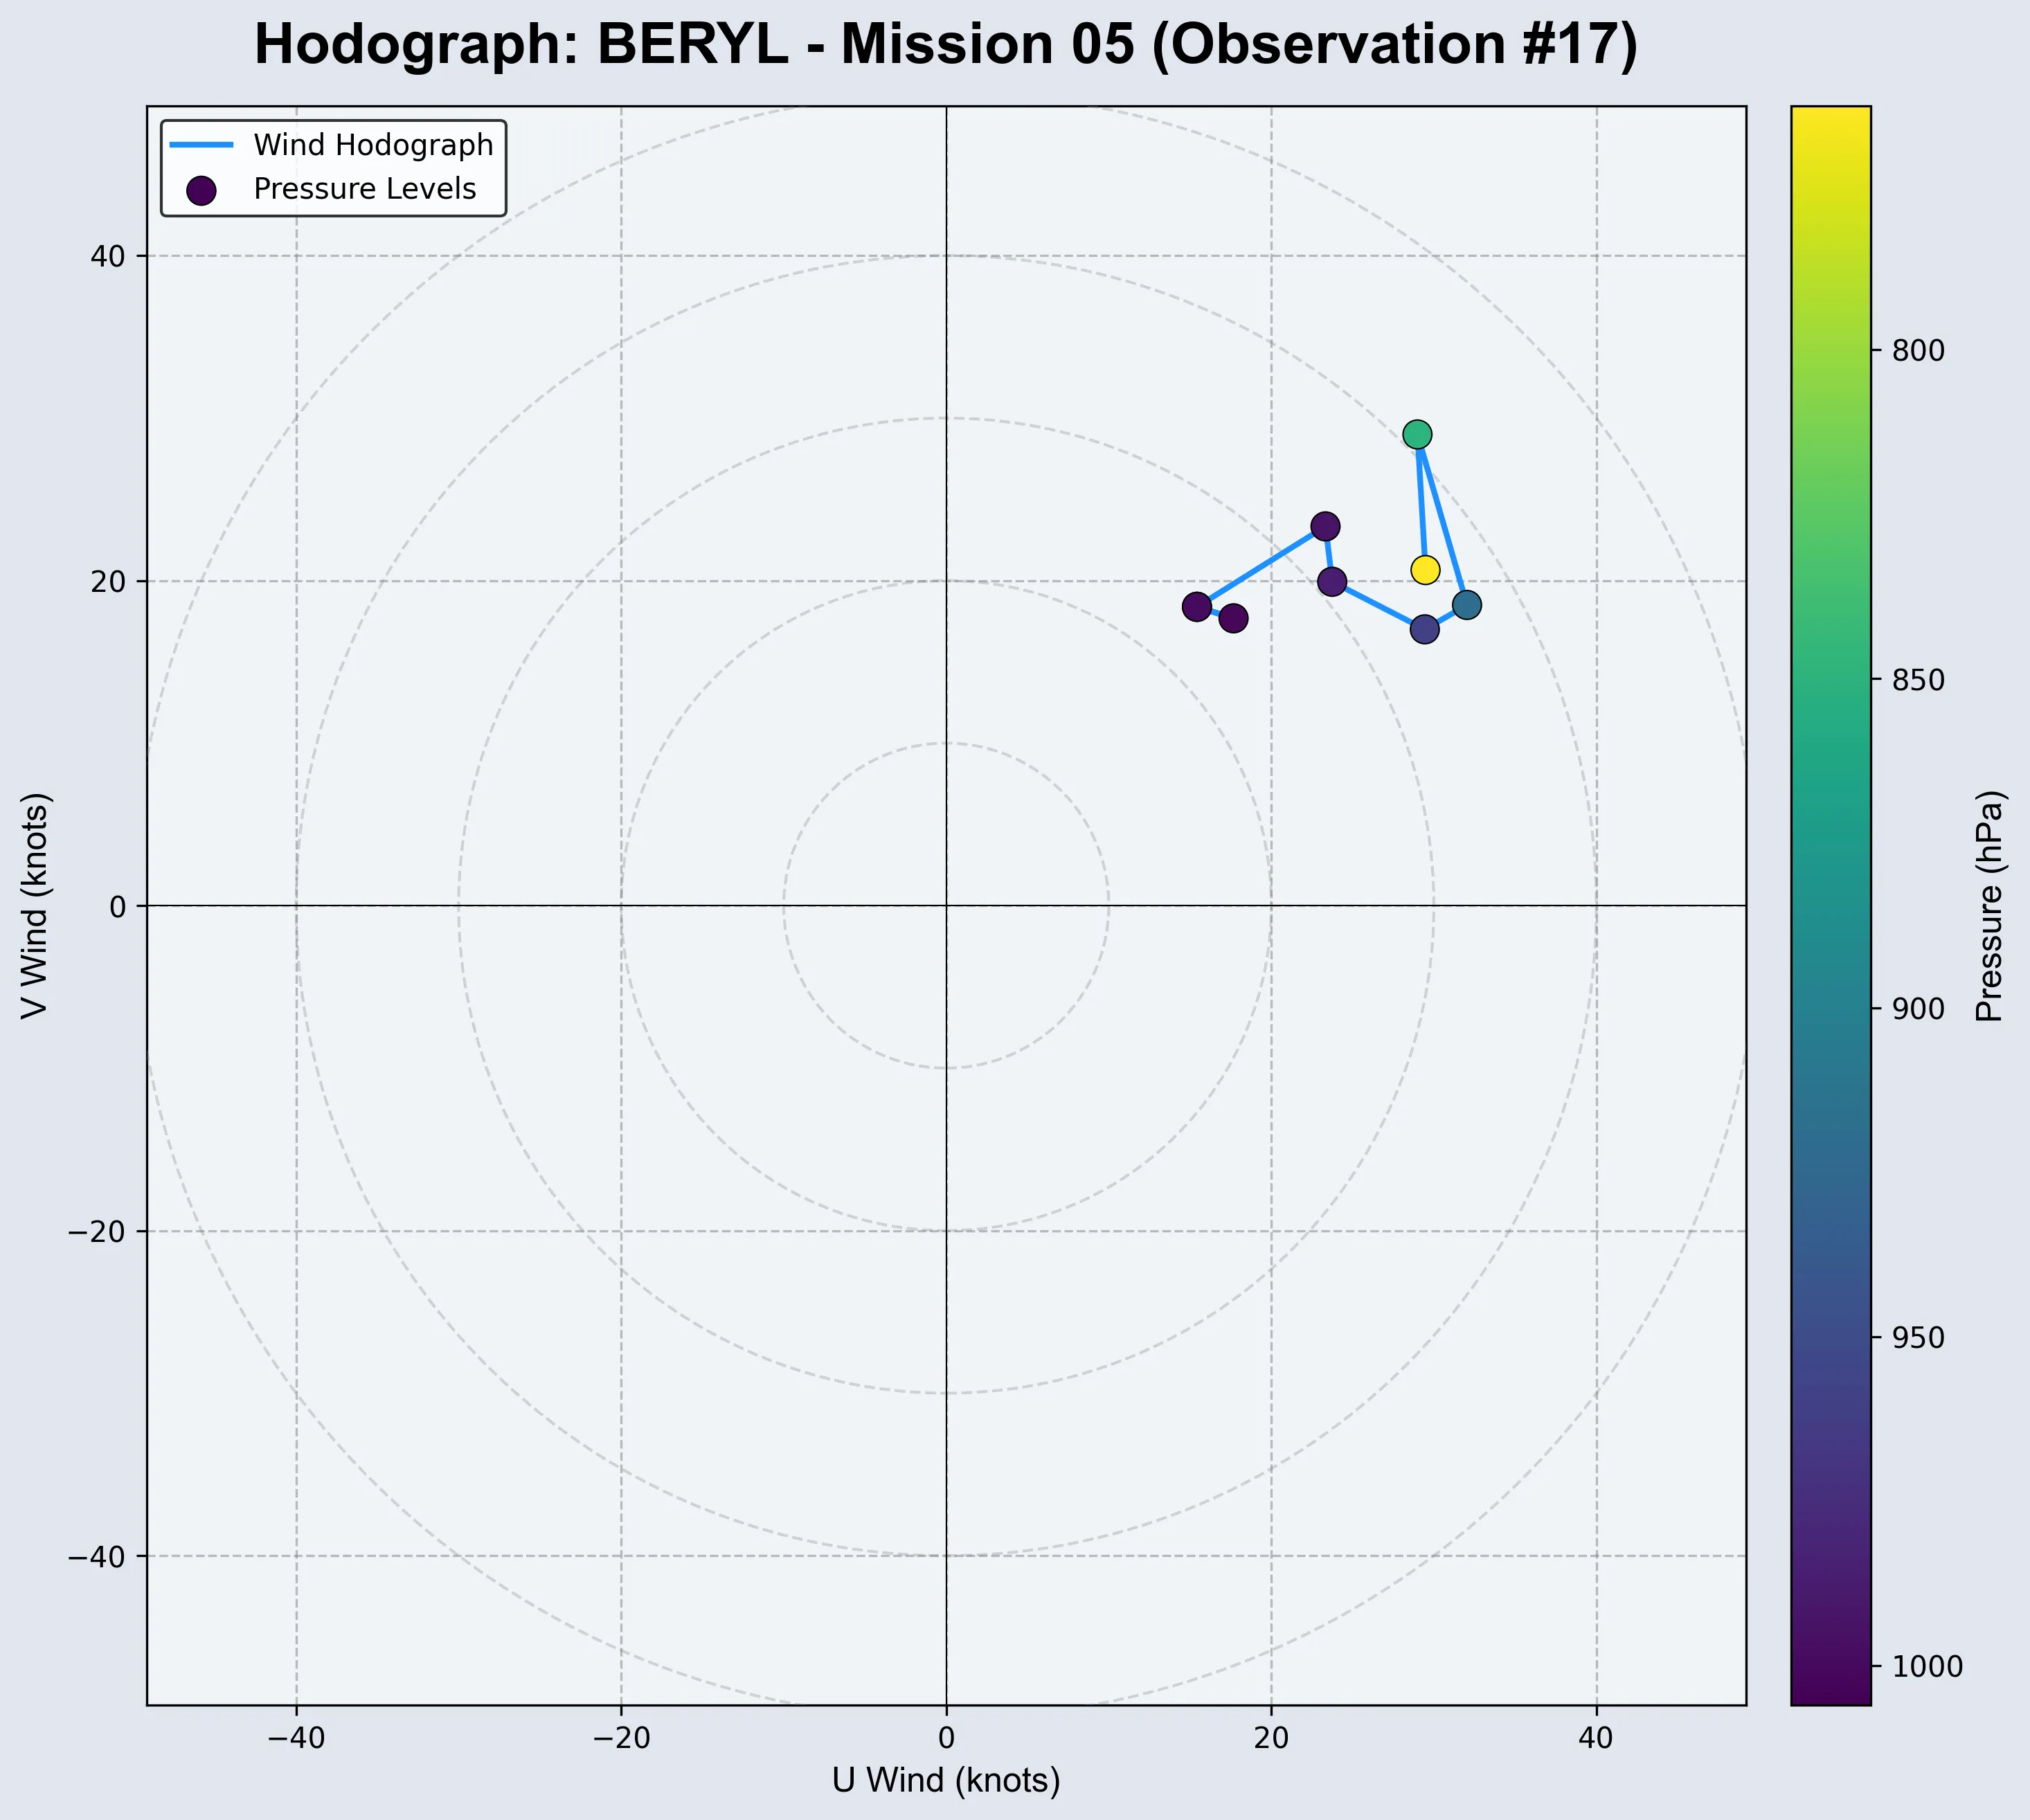 Hodograph: BERYL - Mission 05 (Observation #17)
Wind Hodograph
Pressure Levels
40
20
0
−20
−40
V Wind (knots)
−40
−20
0
20
40
U Wind (knots)
800
850
900
950
1000
Pressure (hPa)